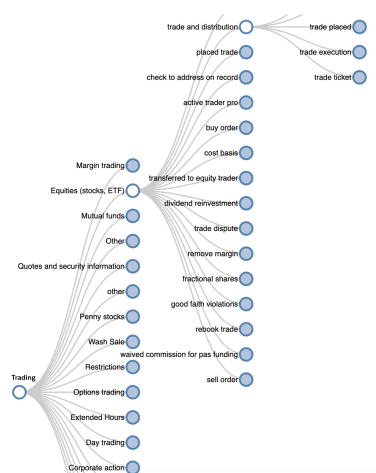 trade and distribution
trade placed
placed trade
trade execution
check to address on record
trade ticket
active trader pro
buy order
cost basis
Margin trading
transferred to equity trader
Equities (stocks, ETF)
dividend reinvestment
Mutual funds
trade dispute
Other
remove margin
Quotes and security information
fractional shares
other
good faith violations
Penny stocks
rebook trade
Wash Sale
waived commission for pas funding
Restrictions
sell order
Trading
Options trading
Extended Hours
Day trading
Corporate action